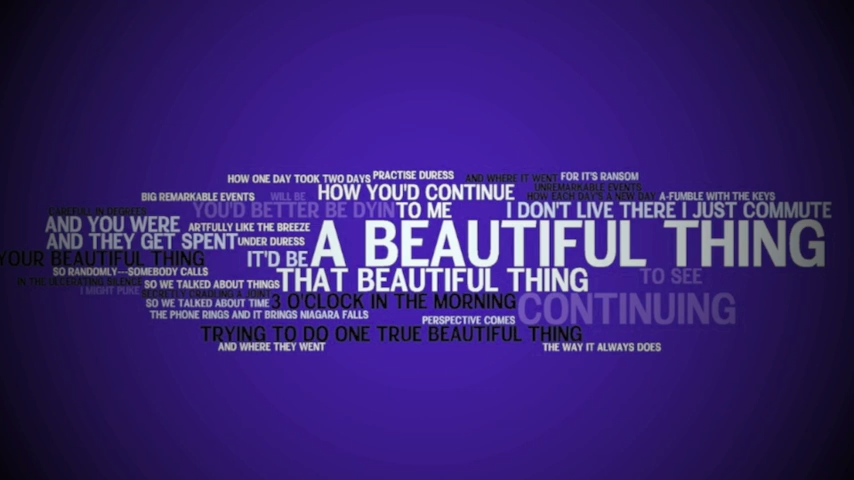 HOW ONE DAY TOOK TWO DAYS PRACTISE DURESS AND WHERE IT WENT FOR IT'S RANSOM
UNREMARKABLE EVENTS
BIG REMARKABLE EVENTS WILL BE HOW YOU'D CONTINUE HOW EACH DAY'S A NEW DAY A-FUMBLE WITH THE KEYS
CAREFULLY IN DEGREES YOU'D BETTER BE DYIN TO ME I DON'T LIVE THERE I JUST COMMUTE
AND YOU WERE ARTFULLY LIKE THE BREEZE
AND THEY GET SPENT UNDER DURESS A BEAUTIFUL THING
YOUR BEAUTIFUL THING IT'D BE
SO RANDOMLY—SOMEBODY CALLS
IN THE SILENCE SO WE TALKED ABOUT THINGS THAT BEAUTIFUL THING TO SEE
I MIGHT PUKE
SO WE TALKED ABOUT TIME 3 O'CLOCK IN THE MORNING CONTINUING
THE PHONE RINGS AND IT BRINGS NIAGARA FALLS PERSPECTIVE COMES
TRYING TO DO ONE TRUE BEAUTIFUL THING
AND WHERE THEY WENT THE WAY IT ALWAYS DOES